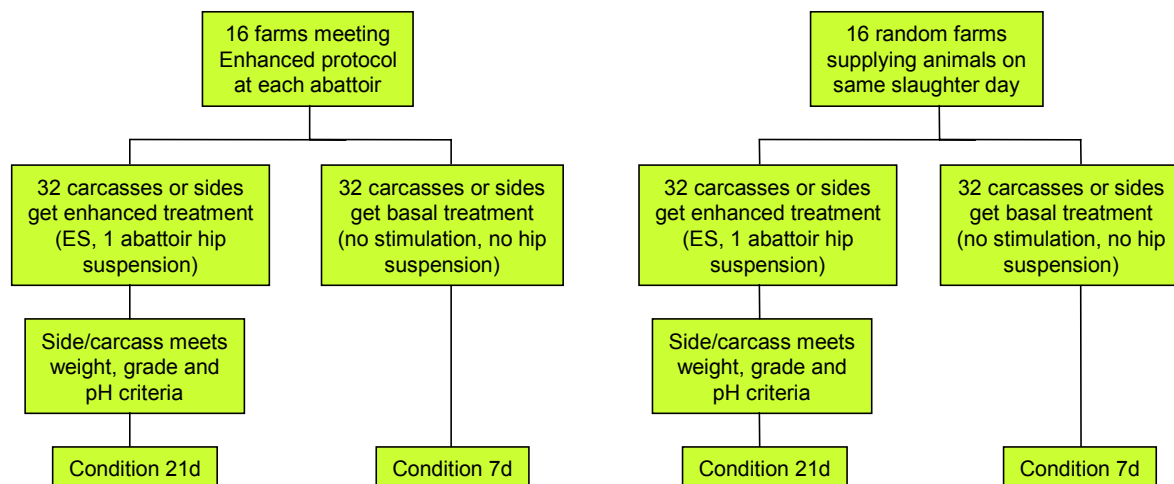 16 farms meeting
Enhanced protocol
at each abattoir
16 random farms
supplying animals on
same slaughter day
32 carcasses or sides
get enhanced treatment
(ES, 1 abattoir hip
suspension)
32 carcasses or sides
get basal treatment
(no stimulation, no hip
suspension)
32 carcasses or sides
get enhanced treatment
(ES, 1 abattoir hip
suspension)
32 carcasses or sides
get basal treatment
(no stimulation, no hip
suspension)
Side/carcass meets
weight, grade and
pH criteria
Side/carcass meets
weight, grade and
pH criteria
Condition 21d
Condition 7d
Condition 21d
Condition 7d